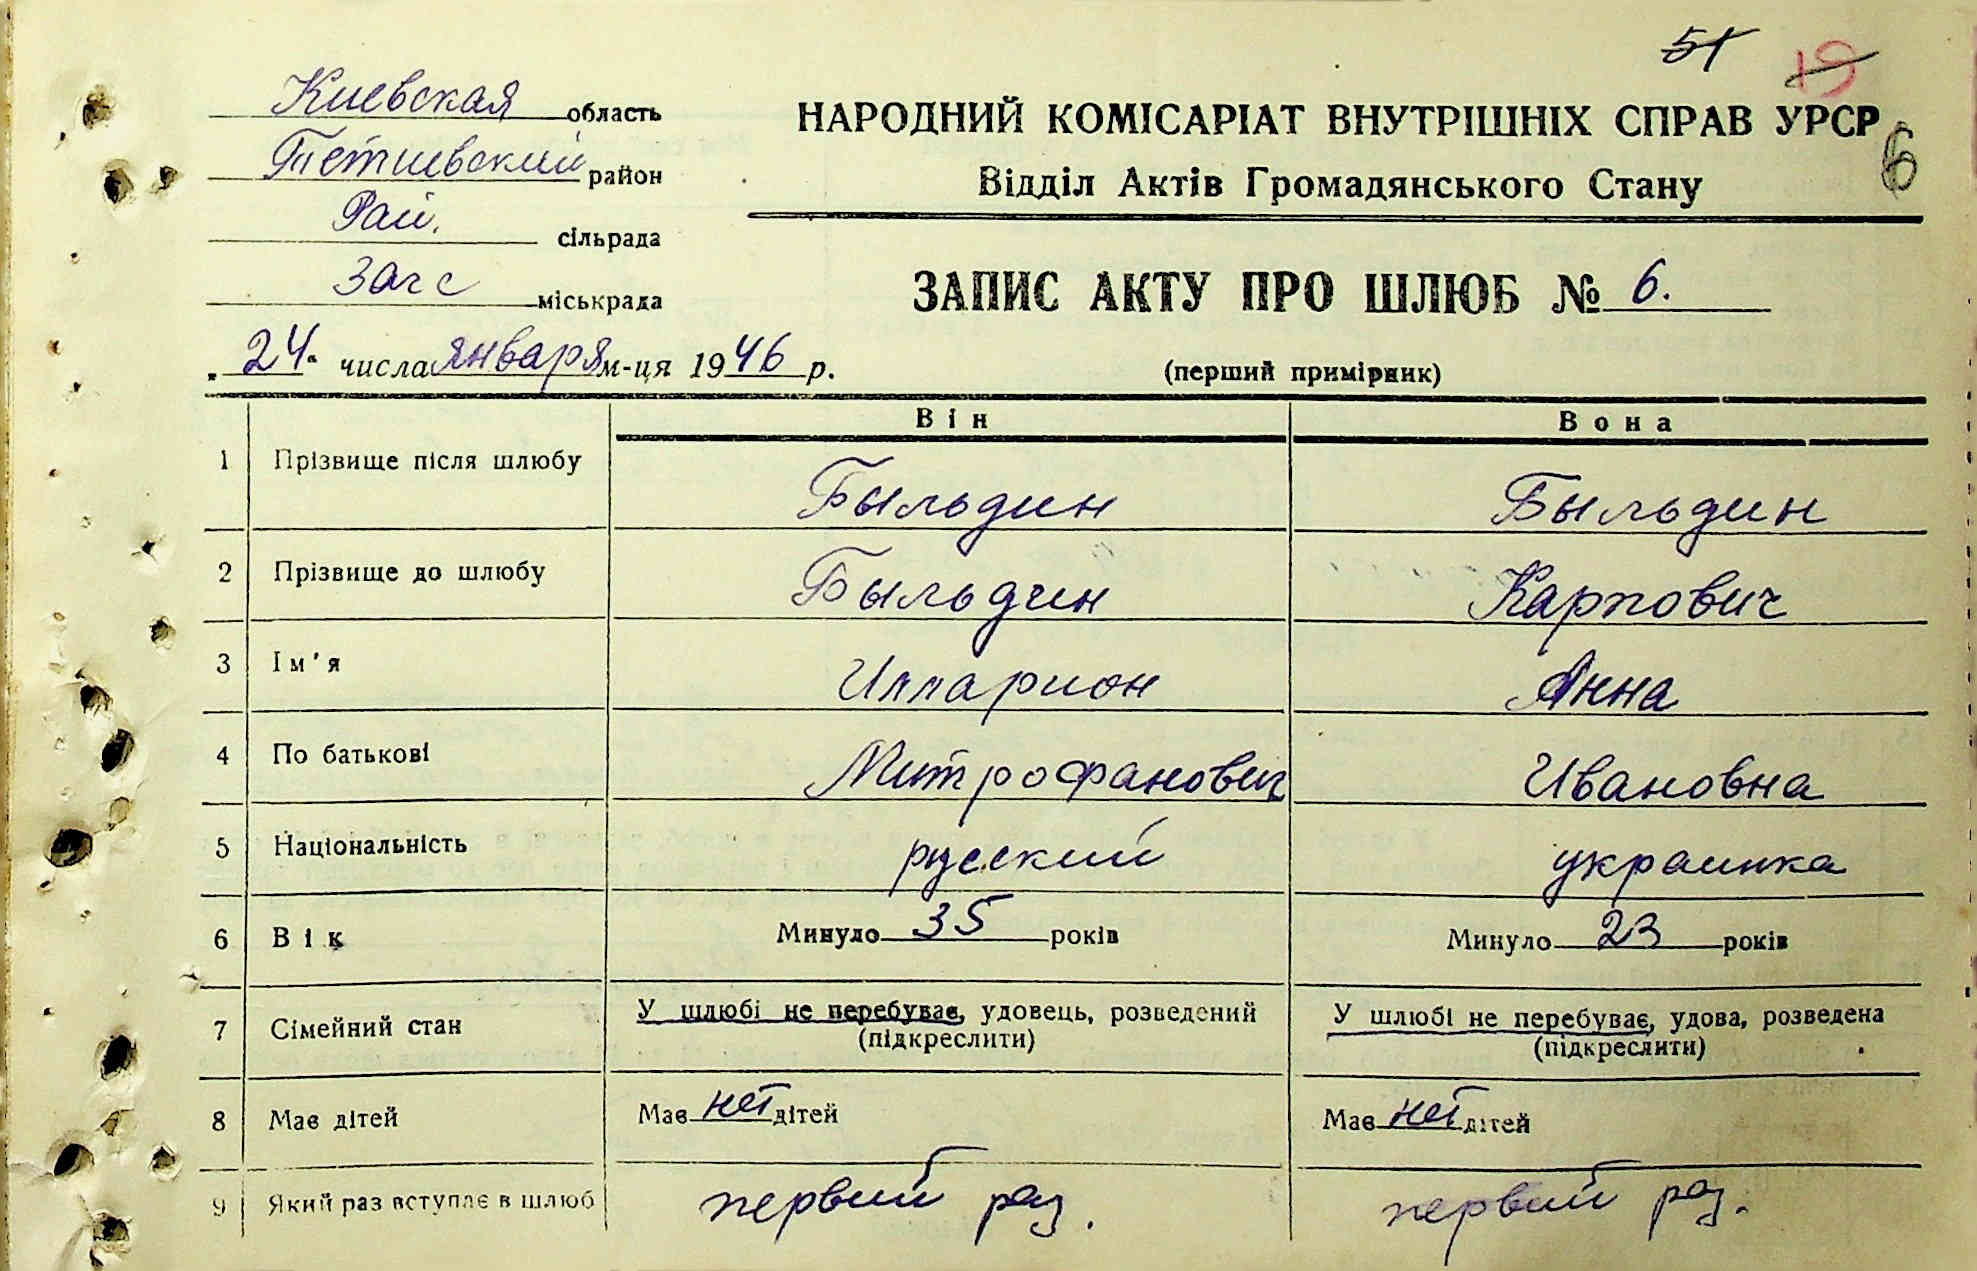 51 19
Киевская область
Тетиевский район
Рай. сільрада
Загс міськрада
НАРОДНИЙ КОМІСАРІАТ ВНУТРІШНІХ СПРАВ УРСР
6
Відділ Актів Громадянського Стану
ЗАПИС АКТУ ПРО ШЛЮБ № 6.
24 числа января м-ця 1946 р.
(перший примірник)
Він Вона
1 Прізвище після шлюбу Быльдин Быльдин
2 Прізвище до шлюбу Быльдин Карпович
3 Ім'я Илларион Анна
4 По батькові Митрофанович Ивановна
5 Національність русский украинка
6 Вік Минуло 35 років Минуло 23 років
7 Сімейний стан У шлюбі не перебуває, удовець, розведений (підкреслити) У шлюбі не перебуває, удова, розведена (підкреслити)
8 Має дітей Має нет дітей Має нет дітей
9 Який раз вступає в шлюб первий раз. первий раз.